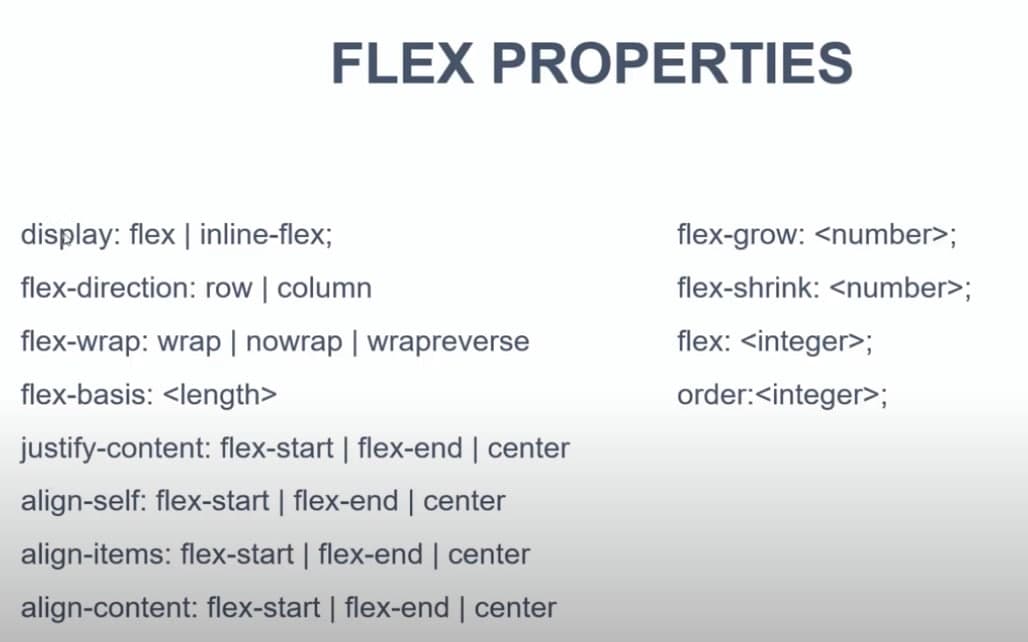 FLEX PROPERTIES
display: flex | inline-flex;
flex-direction: row | column
flex-wrap: wrap | nowrap | wrapreverse
flex-basis: <length>
justify-content: flex-start | flex-end | center
align-self: flex-start | flex-end | center
align-items: flex-start | flex-end | center
align-content: flex-start | flex-end | center
flex-grow: <number>;
flex-shrink: <number>;
flex: <integer>;
order:<integer>;